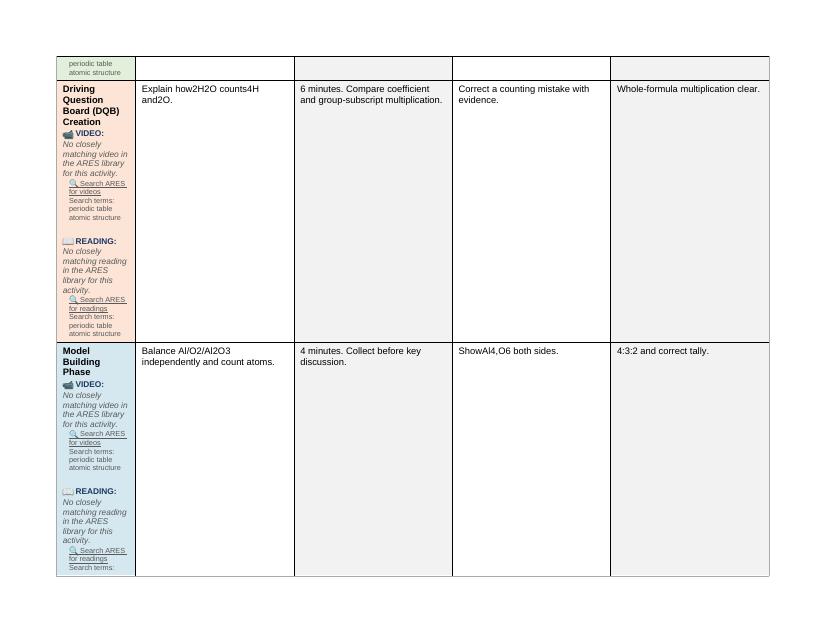 periodic table
atomic structure
Driving
Question
Board (DQB)
Creation
📹 VIDEO:
No closely
matching video in
the ARES library
for this activity.
🔍 Search ARES
for videos
Search terms:
periodic table
atomic structure
📖 READING:
No closely
matching reading
in the ARES
library for this
activity.
🔍 Search ARES
for readings
Search terms:
periodic table
atomic structure
Explain how2H2O counts4H
and2O.
6 minutes. Compare coefficient
and group-subscript multiplication.
Correct a counting mistake with
evidence.
Whole-formula multiplication clear.
Model
Building
Phase
📹 VIDEO:
No closely
matching video in
the ARES library
for this activity.
🔍 Search ARES
for videos
Search terms:
periodic table
atomic structure
📖 READING:
No closely
matching reading
in the ARES
library for this
activity.
🔍 Search ARES
for readings
Search terms:
Balance Al/O2/Al2O3
independently and count atoms.
4 minutes. Collect before key
discussion.
ShowAl4,O6 both sides.
4:3:2 and correct tally.